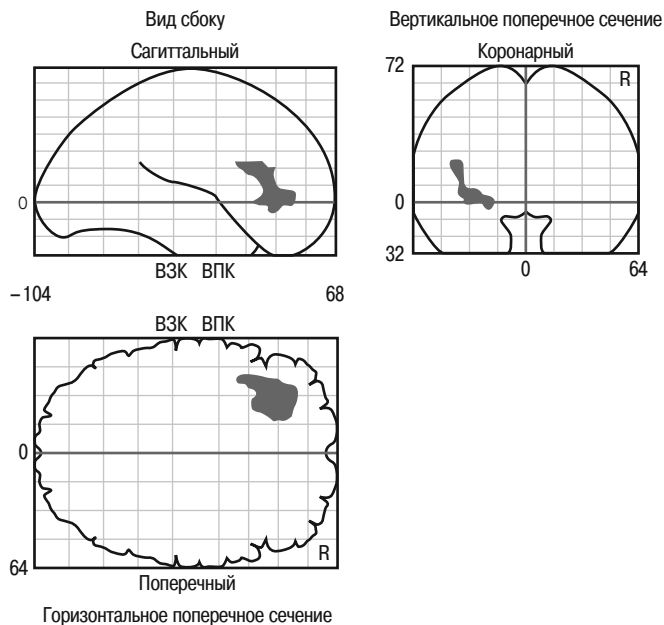 Вид сбоку
Сагиттальный
0
ВЗК ВПК
–104 68
Вертикальное поперечное сечение
Коронарный
72
R
0
32
0 64
ВЗК ВПК
0
R
64
Поперечный
Горизонтальное поперечное сечение